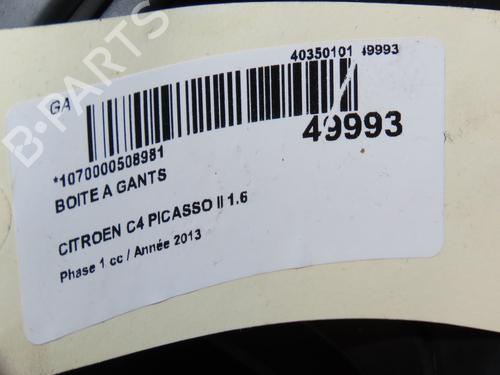 40350101 49993
GA
49993
*1070000508981
BOITE A GANTS
CITROEN C4 PICASSO II 1.6
Phase 1 cc / Année 2013
B-PARTS